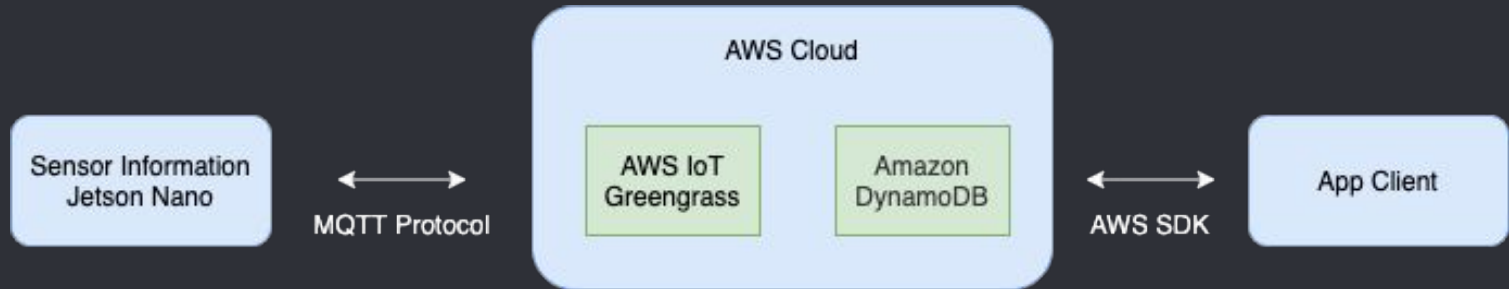 AWS Cloud
Sensor Information
Jetson Nano
MQTT Protocol
AWS IoT
Greengrass
Amazon
DynamoDB
AWS SDK
App Client